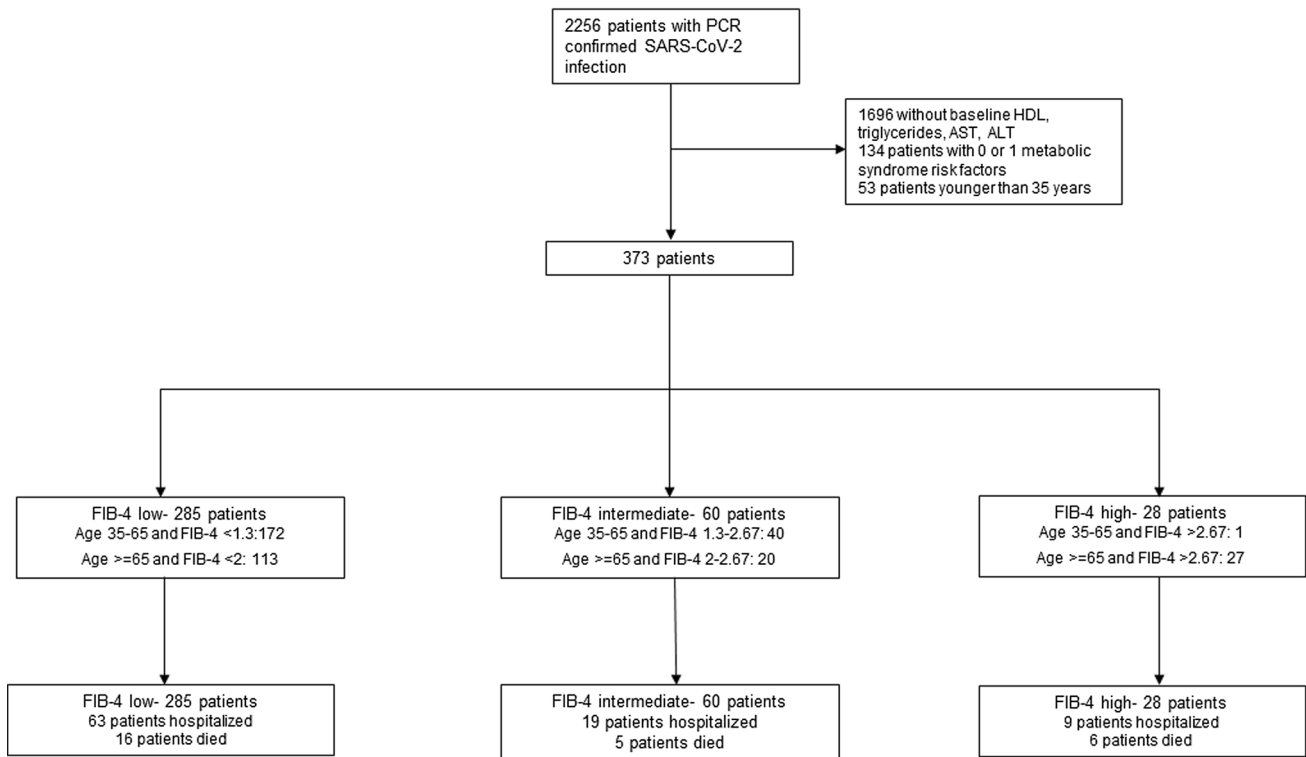 2256 patients with PCR
confirmed SARS-CoV-2
infection
1696 without baseline HDL,
triglycerides, AST, ALT
134 patients with 0 or 1 metabolic
syndrome risk factors
53 patients younger than 35 years
373 patients
FIB-4 low- 285 patients
Age 35-65 and FIB-4 <1.3:172
Age >=65 and FIB-4 <2: 113
FIB-4 intermediate- 60 patients
Age 35-65 and FIB-4 1.3-2.67: 40
Age >=65 and FIB-4 2-2.67: 20
FIB-4 high- 28 patients
Age 35-65 and FIB-4 >2.67: 1
Age >=65 and FIB-4 >2.67: 27
FIB-4 low- 285 patients
63 patients hospitalized
16 patients died
FIB-4 intermediate- 60 patients
19 patients hospitalized
5 patients died
FIB-4 high- 28 patients
9 patients hospitalized
6 patients died